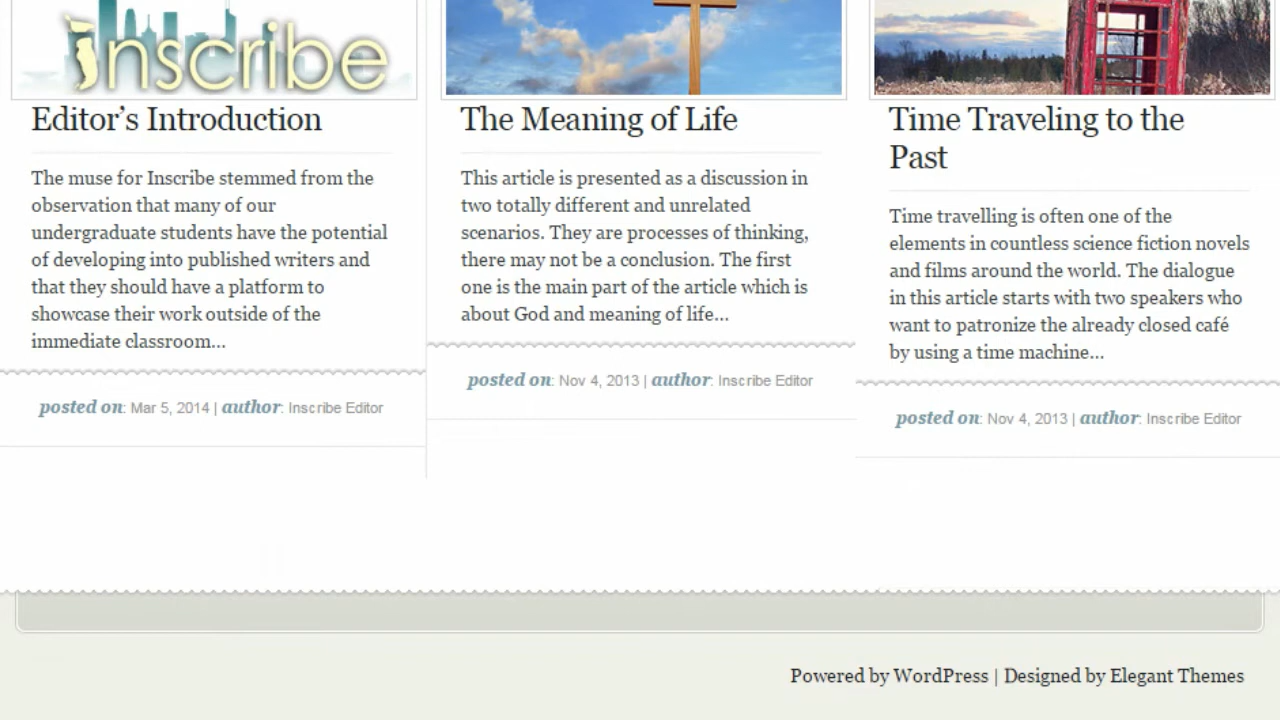 Inscribe
Editor’s Introduction
The muse for Inscribe stemmed from the
observation that many of our
undergraduate students have the potential
of developing into published writers and
that they should have a platform to
showcase their work outside of the
immediate classroom...
posted on: Mar 5, 2014 | author: Inscribe Editor
The Meaning of Life
This article is presented as a discussion in
two totally different and unrelated
scenarios. They are processes of thinking,
there may not be a conclusion. The first
one is the main part of the article which is
about God and meaning of life...
posted on: Nov 4, 2013 | author: Inscribe Editor
Time Traveling to the
Past
Time travelling is often one of the
elements in countless science fiction novels
and films around the world. The dialogue
in this article starts with two speakers who
want to patronize the already closed café
by using a time machine...
posted on: Nov 4, 2013 | author: Inscribe Editor
Powered by WordPress | Designed by Elegant Themes